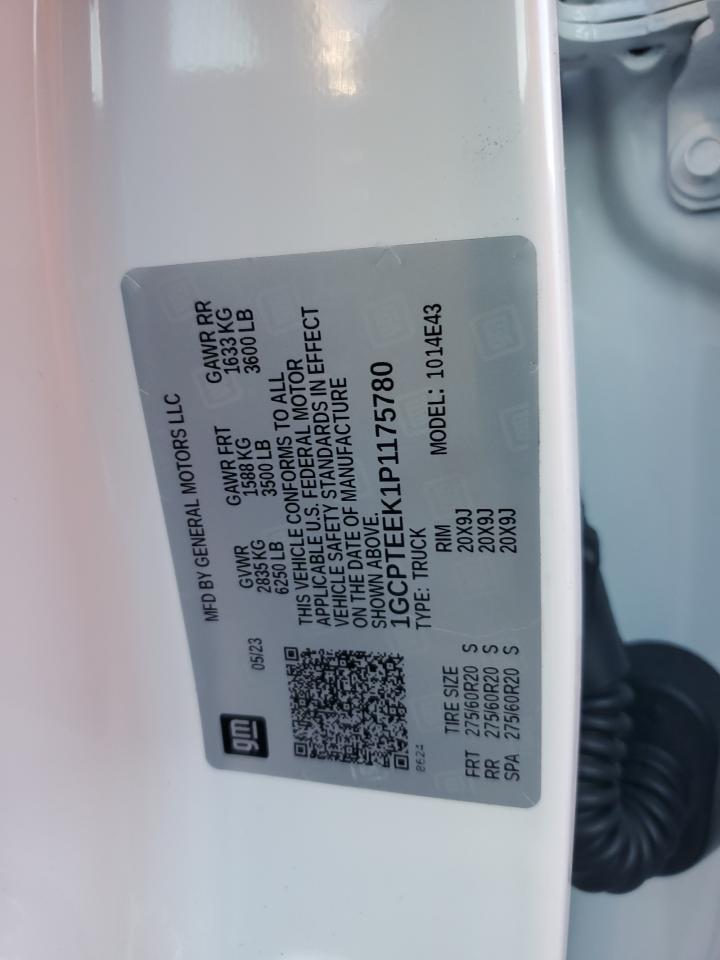 gm
05/23
MFD BY GENERAL MOTORS LLC
GVWR GAWR FRT GAWR RR
2835 KG 1588 KG 1633 KG
6250 LB 3500 LB 3600 LB
THIS VEHICLE CONFORMS TO ALL
APPLICABLE U.S. FEDERAL MOTOR
VEHICLE SAFETY STANDARDS IN EFFECT
ON THE DATE OF MANUFACTURE
SHOWN ABOVE.
1GCPTEEK1P1175780
TYPE: TRUCK MODEL: 1014E43
8624
TIRE SIZE RIM
FRT 275/60R20 S 20X9J
RR 275/60R20 S 20X9J
SPA 275/60R20 S 20X9J